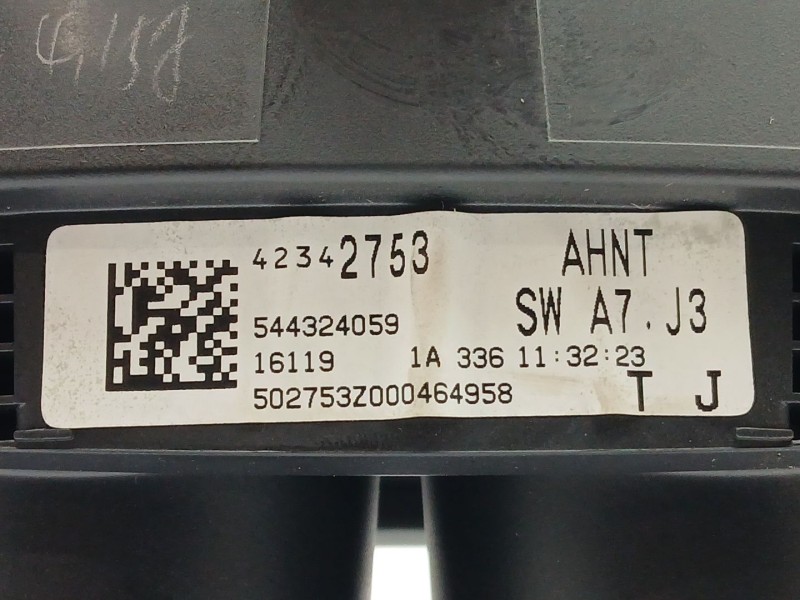 42342753 AHNT
544324059 SW A7.J3
16119 1A 336 11:32:23
502753Z000464958 T J